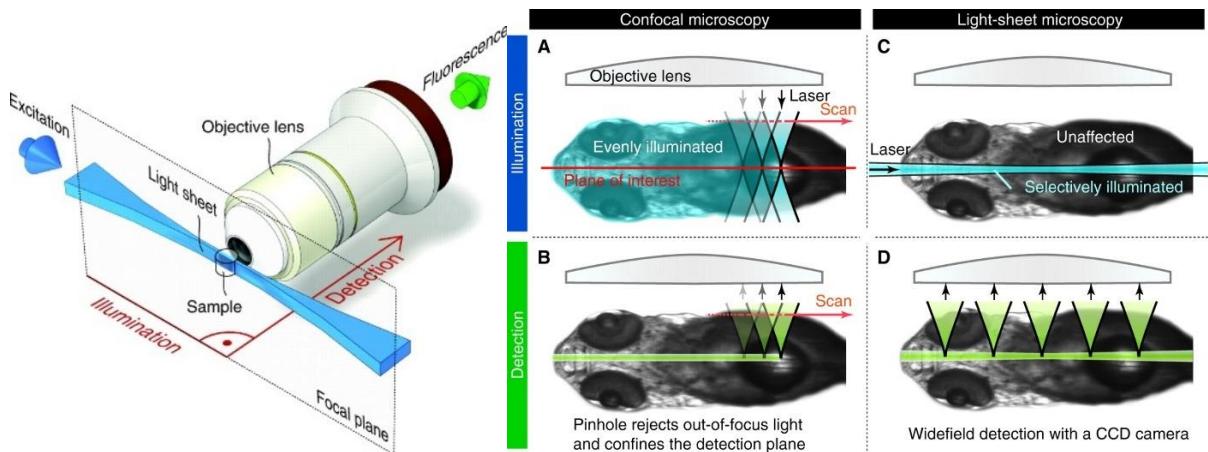 Excitation
Fluorescence
Objective lens
Light sheet
Sample
Detection
Illumination
Focal plane
Confocal microscopy
Light-sheet microscopy
Illumination
A
Objective lens
Laser
Scan
Evenly illuminated
Plane of interest
C
Unaffected
Laser
Selectively illuminated
Detection
B
Scan
Pinhole rejects out-of-focus light
and confines the detection plane
D
Widefield detection with a CCD camera